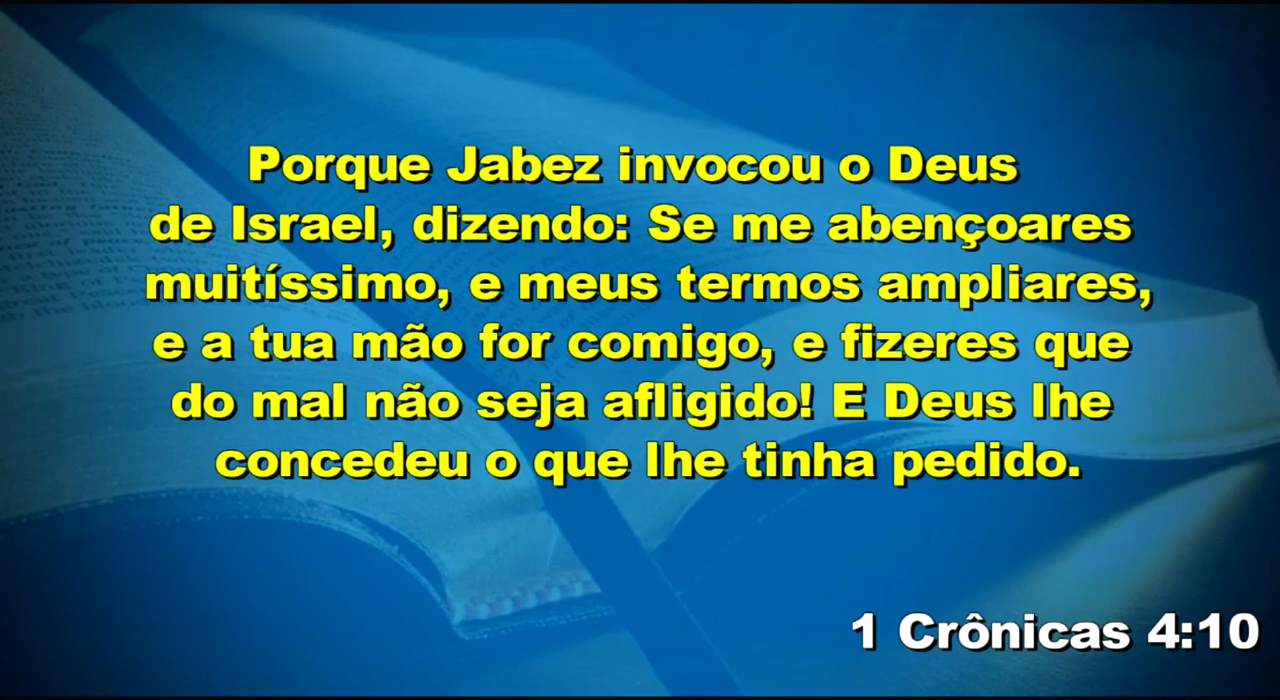 Porque Jabez invocou o Deus
de Israel, dizendo: Se me abençoares
muitíssimo, e meus termos ampliares,
e a tua mão for comigo, e fizeres que
do mal não seja afligido! E Deus lhe
concedeu o que lhe tinha pedido.
1 Crônicas 4:10